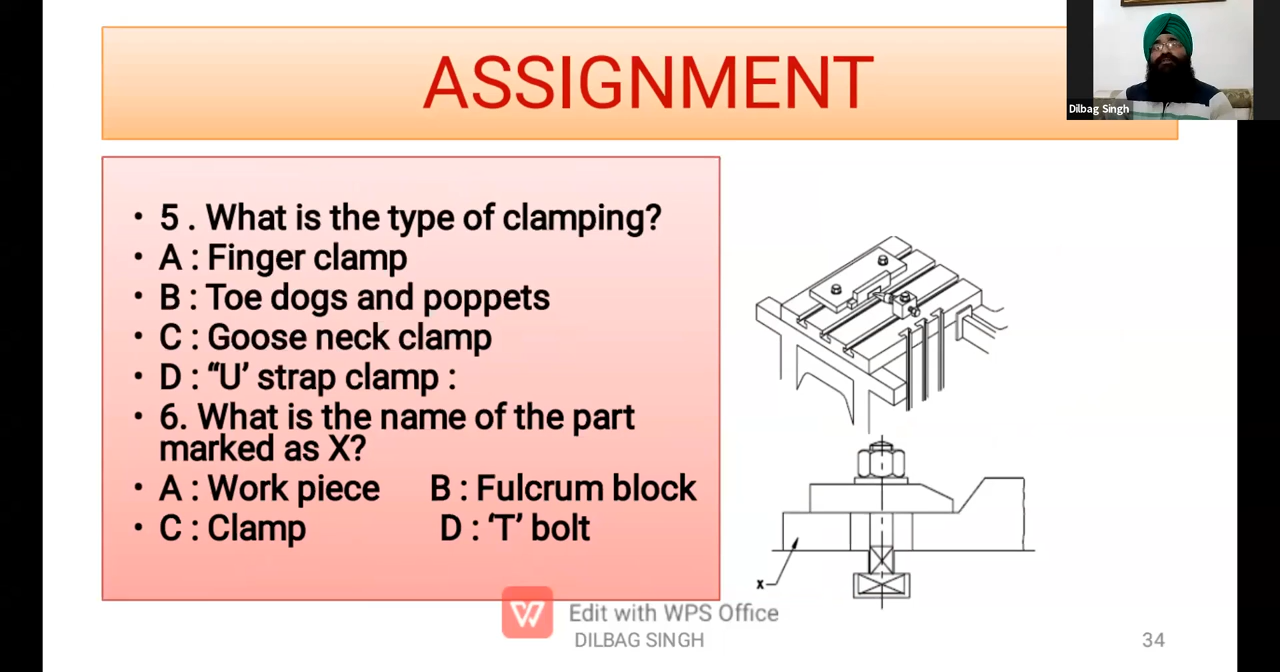 ASSIGNMENT
Dilbag Singh
• 5 . What is the type of clamping?
• A : Finger clamp
• B : Toe dogs and poppets
• C : Goose neck clamp
• D : “U’ strap clamp :
• 6. What is the name of the part
marked as X?
• A : Work piece B : Fulcrum block
• C : Clamp D : ‘T’ bolt
X
Edit with WPS Office
DILBAG SINGH
34